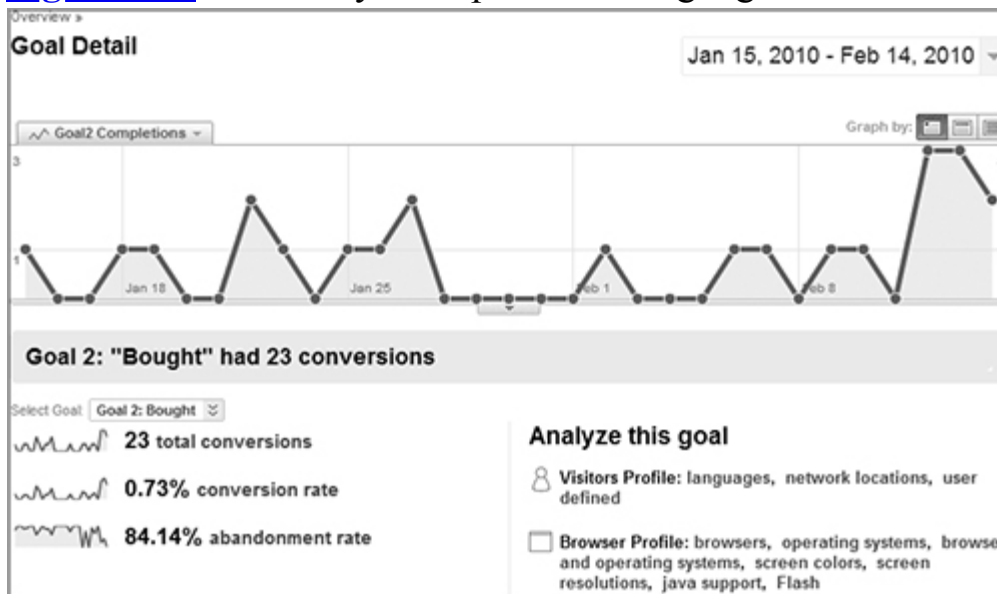 Overview »
Goal Detail
Jan 15, 2010 - Feb 14, 2010
Goal2 Completions
Graph by:
3
1
Jan 18
Jan 25
Feb 1
Feb 8
Goal 2: "Bought" had 23 conversions
Select Goal: Goal 2: Bought
23 total conversions
0.73% conversion rate
84.14% abandonment rate
Analyze this goal
Visitors Profile: languages, network locations, user
defined
Browser Profile: browsers, operating systems, browse
and operating systems, screen colors, screen
resolutions, java support, Flash